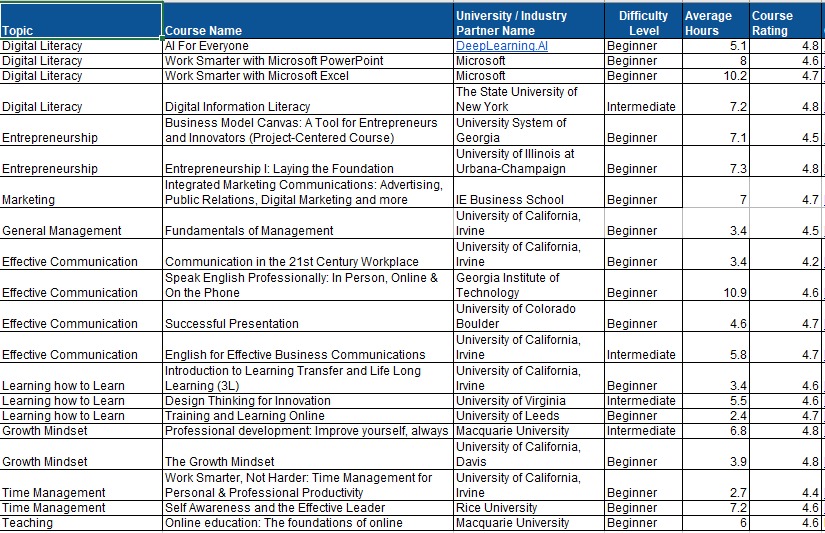 Topic Course Name University / Industry Partner Name Difficulty Level Average Hours Course Rating
Digital Literacy AI For Everyone DeepLearning.AI Beginner 5.1 4.8
Digital Literacy Work Smarter with Microsoft PowerPoint Microsoft Beginner 8 4.6
Digital Literacy Work Smarter with Microsoft Excel Microsoft Beginner 10.2 4.7
Digital Literacy Digital Information Literacy The State University of New York Intermediate 7.2 4.8
Entrepreneurship Business Model Canvas: A Tool for Entrepreneurs and Innovators (Project-Centered Course) University System of Georgia Beginner 7.1 4.5
Entrepreneurship Entrepreneurship I: Laying the Foundation University of Illinois at Urbana-Champaign Beginner 7.3 4.8
Marketing Integrated Marketing Communications: Advertising, Public Relations, Digital Marketing and more IE Business School Beginner 7 4.7
General Management Fundamentals of Management University of California, Irvine Beginner 3.4 4.5
Effective Communication Communication in the 21st Century Workplace University of California, Irvine Beginner 3.4 4.2
Effective Communication Speak English Professionally: In Person, Online & On the Phone Georgia Institute of Technology Beginner 10.9 4.6
Effective Communication Successful Presentation University of Colorado Boulder Beginner 4.6 4.7
Effective Communication English for Effective Business Communications University of California, Irvine Intermediate 5.8 4.7
Learning how to Learn Introduction to Learning Transfer and Life Long Learning (3L) University of California, Irvine Beginner 3.4 4.6
Learning how to Learn Design Thinking for Innovation University of Virginia Intermediate 5.5 4.6
Learning how to Learn Training and Learning Online University of Leeds Beginner 2.4 4.7
Growth Mindset Professional development: Improve yourself, always Macquarie University Intermediate 6.8 4.8
Growth Mindset The Growth Mindset University of California, Davis Beginner 3.9 4.8
Time Management Work Smarter, Not Harder: Time Management for Personal & Professional Productivity University of California, Irvine Beginner 2.7 4.4
Time Management Self Awareness and the Effective Leader Rice University Beginner 7.2 4.6
Teaching Online education: The foundations of online Macquarie University Beginner 6 4.6